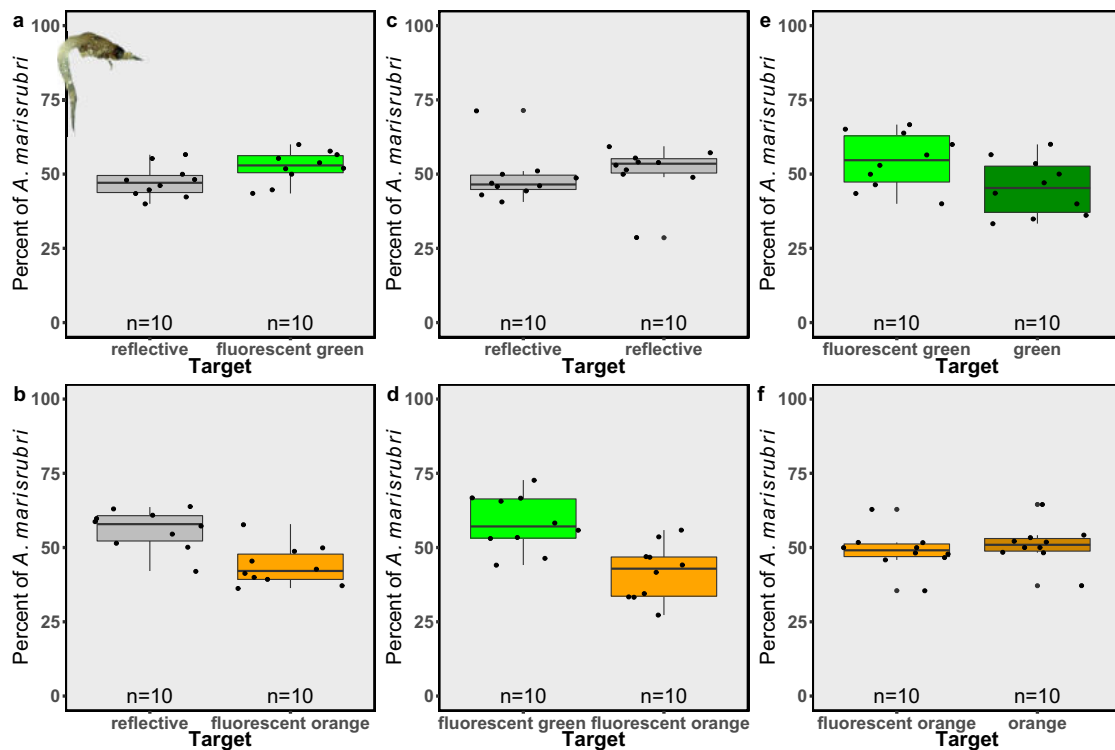 a
Percent of A. marisrubri
100
75
50
25
0
n=10
n=10
reflective
fluorescent green
Target
c
Percent of A. marisrubri
100
75
50
25
0
n=10
n=10
reflective
reflective
Target
e
Percent of A. marisrubri
100
75
50
25
0
n=10
n=10
fluorescent green
green
Target
b
Percent of A. marisrubri
100
75
50
25
0
n=10
n=10
reflective
fluorescent orange
Target
d
Percent of A. marisrubri
100
75
50
25
0
n=10
n=10
fluorescent green
fluorescent orange
Target
f
Percent of A. marisrubri
100
75
50
25
0
n=10
n=10
fluorescent orange
orange
Target